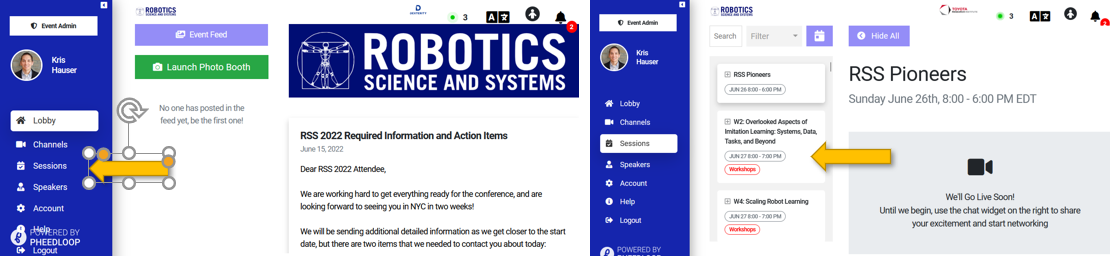 Event Admin
Kris
Hauser
Lobby
Channels
Sessions
Speakers
Account
Help
POWERED BY
PHEEDLOOP
Logout
ROBOTICS
SCIENCE AND SYSTEMS
Event Feed
Launch Photo Booth
No one has posted in the
feed yet, be the first one!
DEXTERITY
3
2
ROBOTICS
SCIENCE AND SYSTEMS
RSS 2022 Required Information and Action Items
June 15, 2022
Dear RSS 2022 Attendee,
We are working hard to get everything ready for the conference, and are
looking forward to seeing you in NYC in two weeks!
We will be sending additional detailed information as we get closer to the start
date, but there are two items that we needed to contact you about today:
Event Admin
Kris
Hauser
Lobby
Channels
Sessions
Speakers
Account
Help
Logout
POWERED BY
PHEEDLOOP
ROBOTICS
SCIENCE AND SYSTEMS
TOYOTA
RESEARCH INSTITUTE
3
Search
Filter
Hide All
RSS Pioneers
JUN 26 8:00 - 6:00 PM
W2: Overlooked Aspects of
Imitation Learning: Systems, Data,
Tasks, and Beyond
JUN 27 8:00 - 7:00 PM
Workshops
W4: Scaling Robot Learning
JUN 27 8:00 - 7:00 PM
Workshops
RSS Pioneers
Sunday June 26th, 8:00 - 6:00 PM EDT
We'll Go Live Soon!
Until we begin, use the chat widget on the right to share
your excitement and start networking